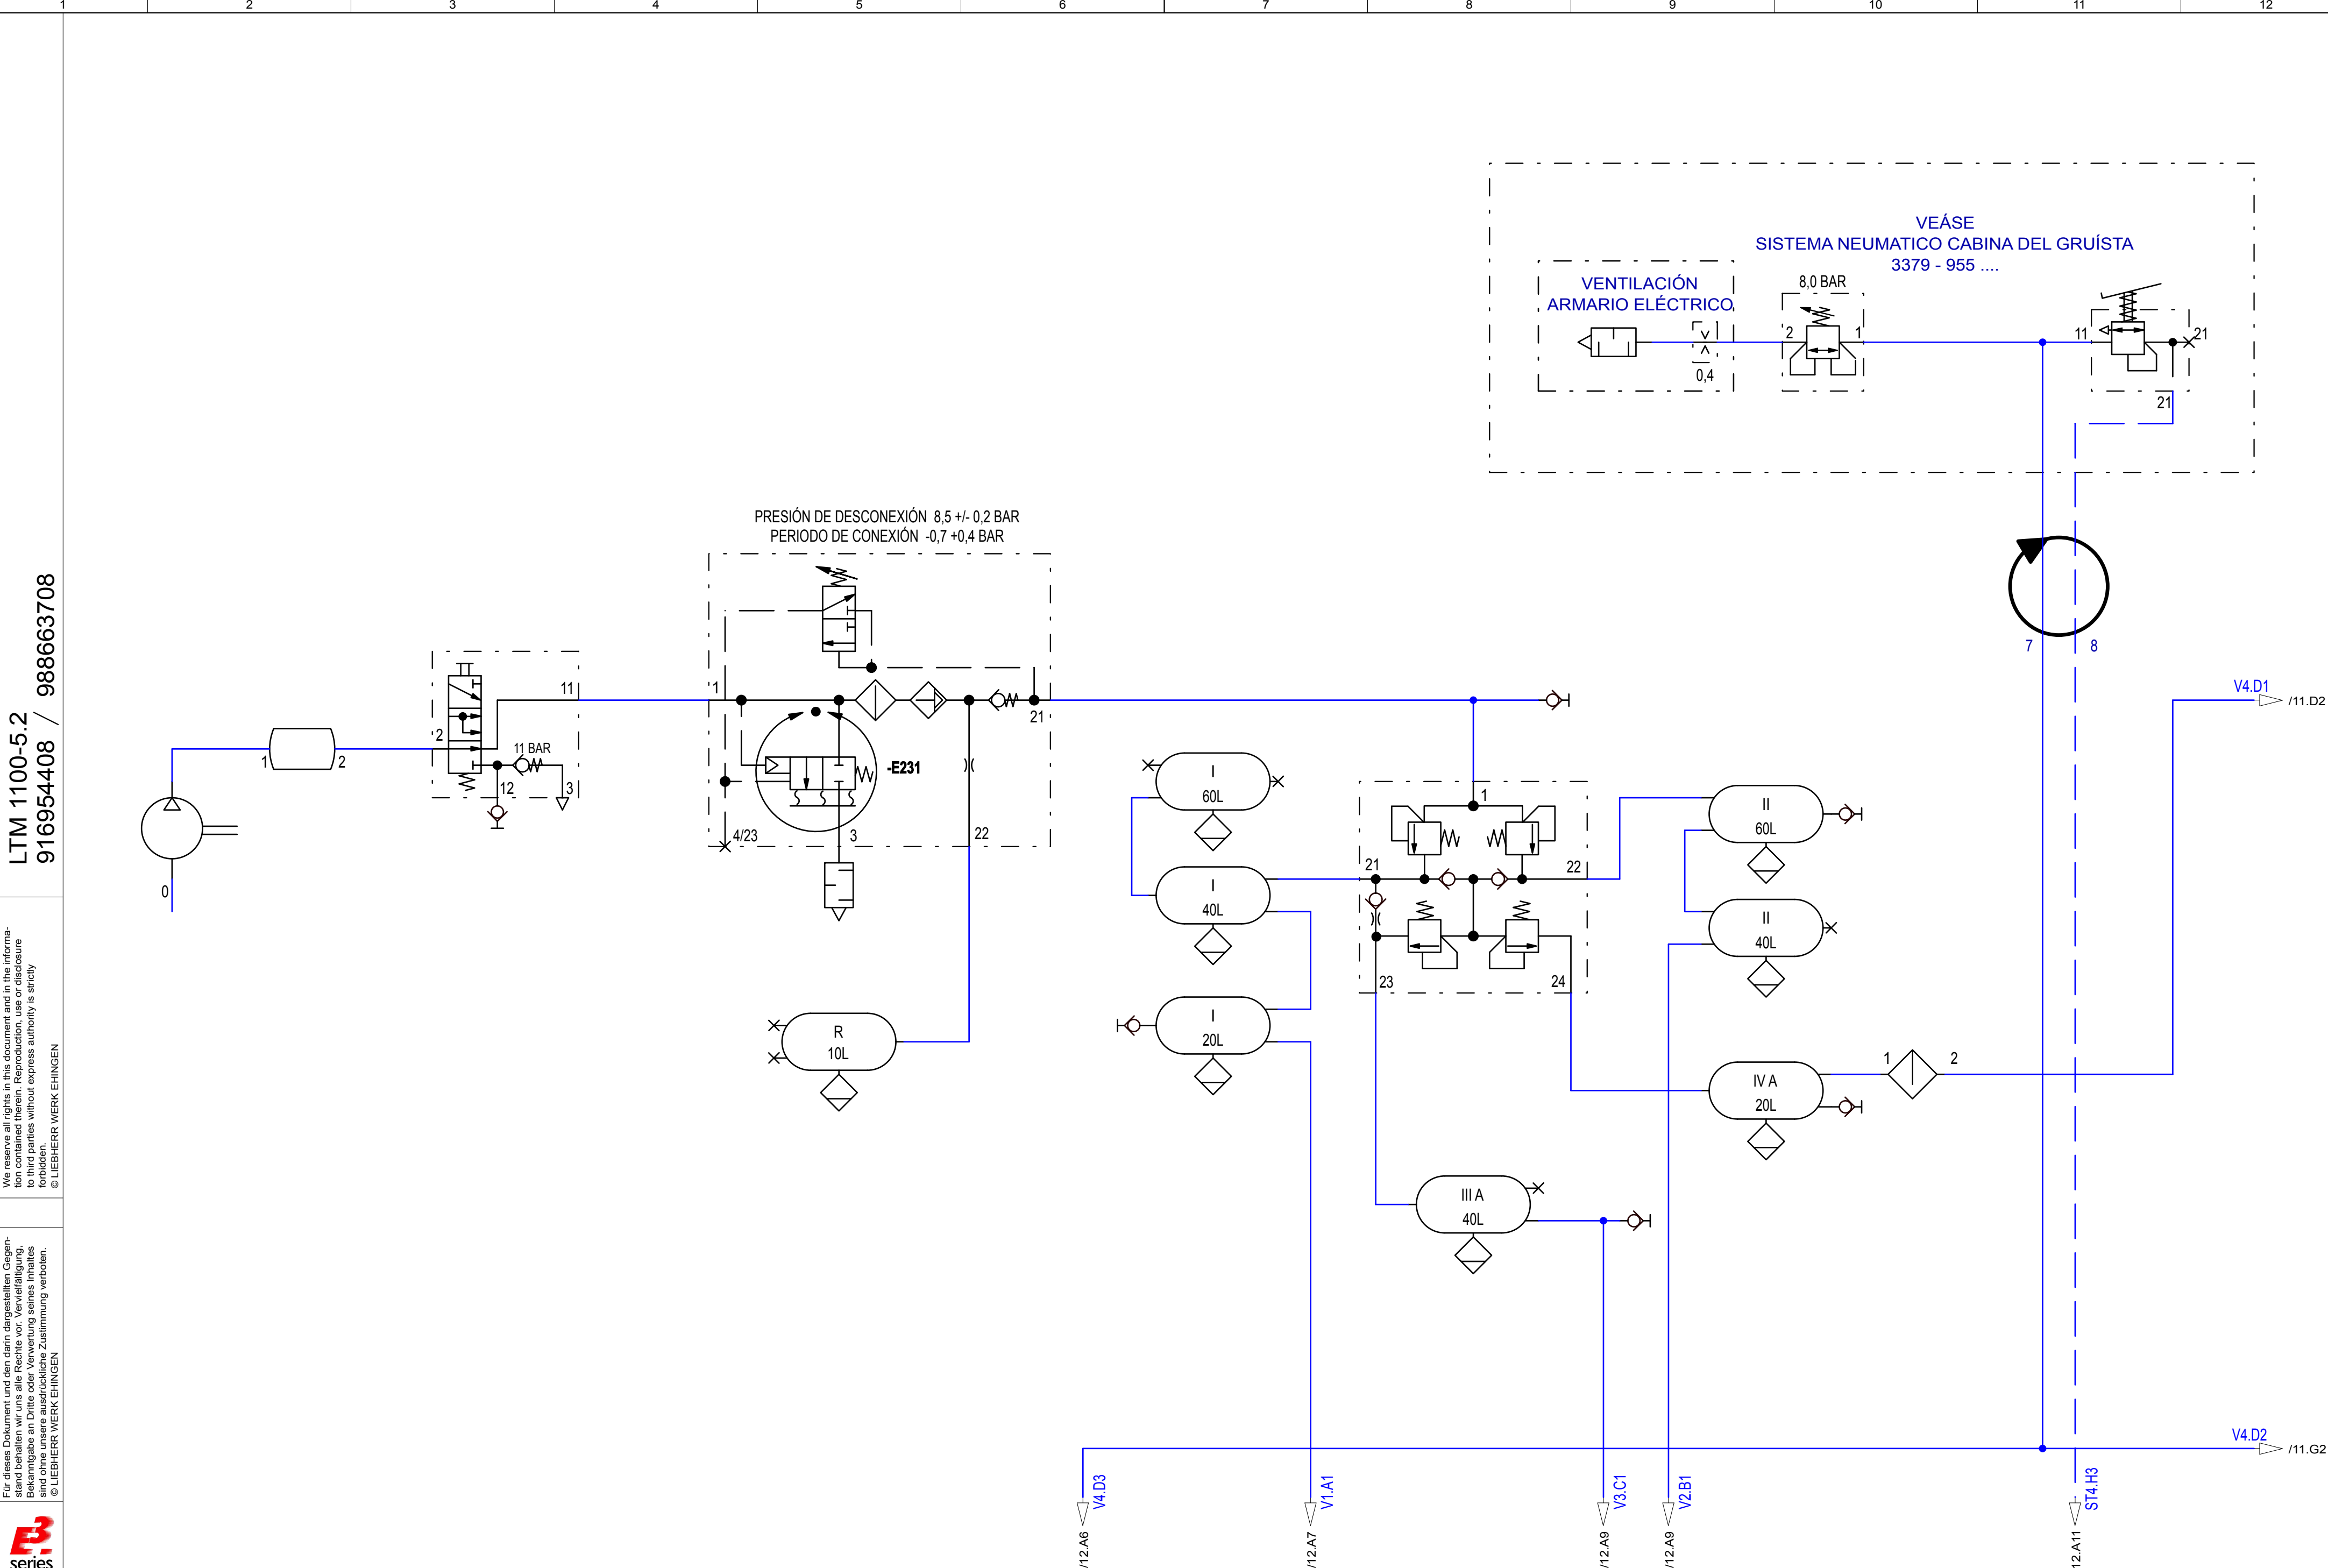 1 2 3 4 5 6 7 8 9 10 11 12
VEÁSE
SISTEMA NEUMATICO CABINA DEL GRUÍSTA
3379 - 955 ....
VENTILACIÓN
ARMARIO ELÉCTRICO
8,0 BAR
2 1
0,4
11 21
21
7 8
PRESIÓN DE DESCONEXIÓN 8,5 +/- 0,2 BAR
PERIODO DE CONEXIÓN -0,7 +0,4 BAR
1 21
-E231
4/23 3 22
11
2
11 BAR
12 3
1 2
0
R
10L
I
60L
I
40L
I
20L
1
21 22
23 24
II
60L
II
40L
IV A
20L
1 2
III A
40L
V4.D1
/11.D2
V4.D2
/11.G2
V4.D3
/12.A6
V1.A1
/12.A7
V3.C1
/12.A9
V2.B1
/12.A9
ST4.H3
12.A11
LTM 1100-5.2
916954408 / 988663708
We reserve all rights in this document and in the informa-
tion contained therein. Reproduction, use or disclosure
to third parties without express authority is strictly
forbidden.
© LIEBHERR WERK EHINGEN
Für dieses Dokument und den darin dargestellten Gegen-
stand behalten wir uns alle Rechte vor. Vervielfältigung,
Bekanntgabe an Dritte oder Verwertung seines Inhaltes
sind ohne unsere ausdrückliche Zustimmung verboten.
© LIEBHERR WERK EHINGEN
E3
series